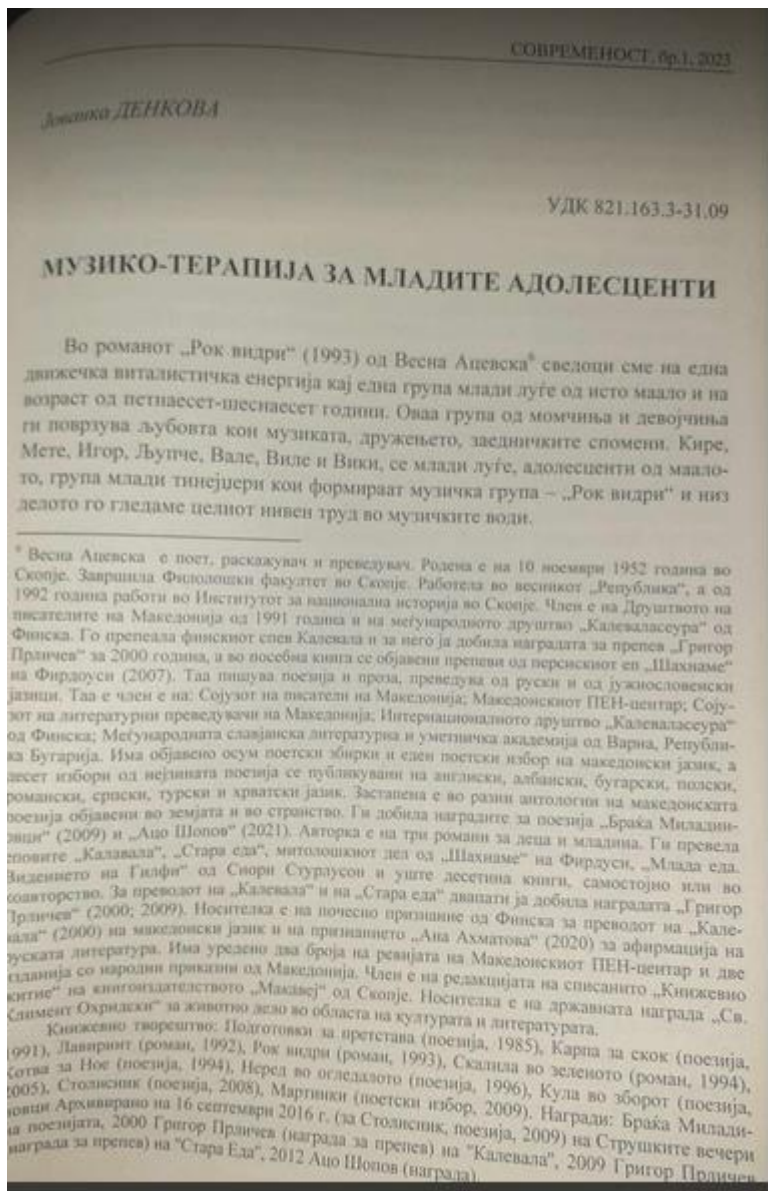 СОВРЕМЕНОСТ, бр.1, 2023
Јованка ДЕНКОВА
УДК 821.163.3-31.09
МУЗИКО-ТЕРАПИЈА ЗА МЛАДИТЕ АДОЛЕСЦЕНТИ
Во романот „Рок видри“ (1993) од Весна Ацевска⁶ сведоци сме на една
движечка виталистичка енергија кај една група млади луѓе од исто маало и на
возраст од петнаесет-шеснаесет години. Оваа група од момчиња и девојчиња
ги поврзува љубовта кон музиката, дружењето, заедничките спомени. Кире,
Мете, Игор, Љупче, Вале, Виле и Вики, се млади луѓе, адолесценти од маало-
то, група млади тинејџери кои формираат музичка група – „Рок видри“ и низ
делото го гледаме целиот нивен труд во музичките води.
⁶ Весна Ацевска е поет, раскажувач и преведувач. Родена е на 10 ноември 1952 година во
Скопје. Завршила Филолошки факултет во Скопје. Работела во весникот „Република“, а од
1992 година работи во Институтот за национална историја во Скопје. Член е на Друштвото на
писателите на Македонија од 1991 година и на меѓународното друштво „Калеваласеура“ од
Финска. Го препеала финскиот спев Калевала и за него ја добила наградата за препев „Григор
Прличев“ за 2000 година, а во посебна книга се објавени препеви од персискиот еп „Шахнаме“
на Фирдоуси (2007). Таа пишува поезија и проза, преведува од руски и од јужнословенски
јазици. Таа е член е на: Сојузот на писатели на Македонија; Македонскиот ПЕН-центар; Соју-
зот на литературни преведувачи на Македонија; Интернационалното друштво „Калеваласеура“
од Финска; Меѓународната славјанска литературна и уметничка академија од Варна, Републи-
ка Бугарија. Има објавено осум поетски збирки и еден поетски избор на македонски јазик, а
десет избори од нејзината поезија се публикувани на англиски, албански, бугарски, полски,
романски, српски, турски и хрватски јазик. Застапена е во разни антологии на македонската
поезија објавени во земјата и во странство. Ги добила наградите за поезија „Браќа Миладин-
овци“ (2009) и „Ацо Шопов“ (2021). Авторка е на три романи за деца и младина. Ги превела
еповите „Калавала“, „Стара еда“, митолошкиот дел од „Шахнаме“ на Фирдуси, „Млада еда.
Видението на Гилфи“ од Снори Стурлусон и уште десетина книги, самостојно или во
коавторство. За преводот на „Калевала“ и на „Стара еда“ двапати ја добила наградата „Григор
Прличев“ (2000; 2009). Носителка е на почесно признание од Финска за преводот на „Кале-
вала“ (2000) на македонски јазик и на признанието „Ана Ахматова“ (2020) за афирмација на
руската литература. Има уредено два броја на ревијата на Македонскиот ПЕН-центар и две
изданија со народни приказни од Македонија. Член е на редакцијата на списанито „Книжевно
житие“ на книгоиздателството „Макавеј“ од Скопје. Носителка е на државната награда „Св.
Климент Охридски“ за животно дело во областа на културата и литературата.
Книжевно творештво: Подготовки за претстава (поезија, 1985), Карпа за скок (поезија,
1991), Лавиринт (роман, 1992), Рок видри (роман, 1993), Скалила во зеленото (роман, 1994),
Котва за Ное (поезија, 1994), Неред во огледалото (поезија, 1996), Кула во зборот (поезија,
2005), Столисник (поезија, 2008), Мартинки (поетски избор, 2009). Награди: Браќа Милади-
новци Архивирано на 16 септември 2016 г. (за Столисник, поезија, 2009) на Струшките вечери
на поезијата, 2000 Григор Прличев (награда за препев) на "Калевала", 2009 Григор Прличев
(награда за препев) на "Стара Еда", 2012 Ацо Шопов (награда).